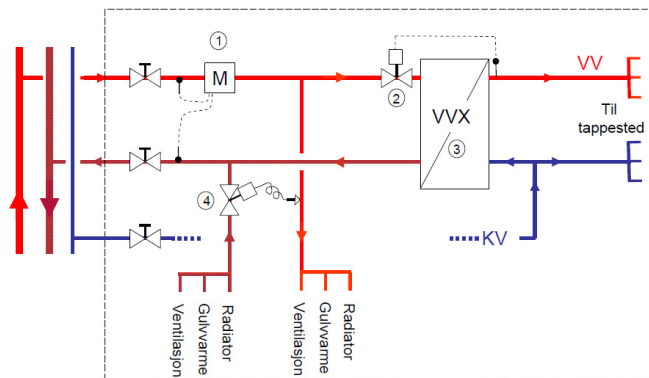 1
M
2
VV
Til
tappested
VVX
3
4
KV
Ventilasjon
Gulvvarme
Radiator
Ventilasjon
Gulvvarme
Radiator